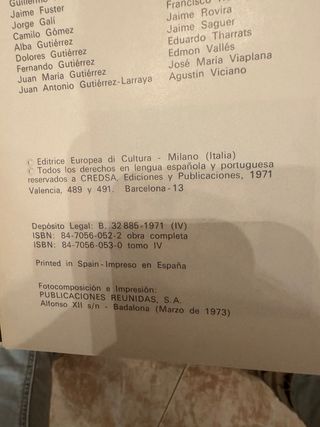 Guillermo
Jaime Fuster
Jorge Galí
Camilo Gómez
Alba Gutiérrez
Dolores Gutiérrez
Fernando Gutiérrez
Juan María Gutiérrez
Juan Antonio Gutiérrez-Larraya
Francisco
Jaime Rovira
Jaime Saguer
Eduardo Tharrats
Edmon Vallés
José María Viaplana
Agustín Viciano
© Editrice Europea di Cultura - Milano (Italia)
© Todos los derechos en lengua española y portuguesa
reservados a CREDSA, Ediciones y Publicaciones, 1971
Valencia, 489 y 491. Barcelona-13
Depósito Legal: B. 32885-1971 (IV)
ISBN: 84-7056-052-2 obra completa
ISBN: 84-7056-053-0 tomo IV
Printed in Spain - Impreso en España
Fotocomposición e Impresión:
PUBLICACIONES REUNIDAS, S.A.
Alfonso XII s/n - Badalona (Marzo de 1973)